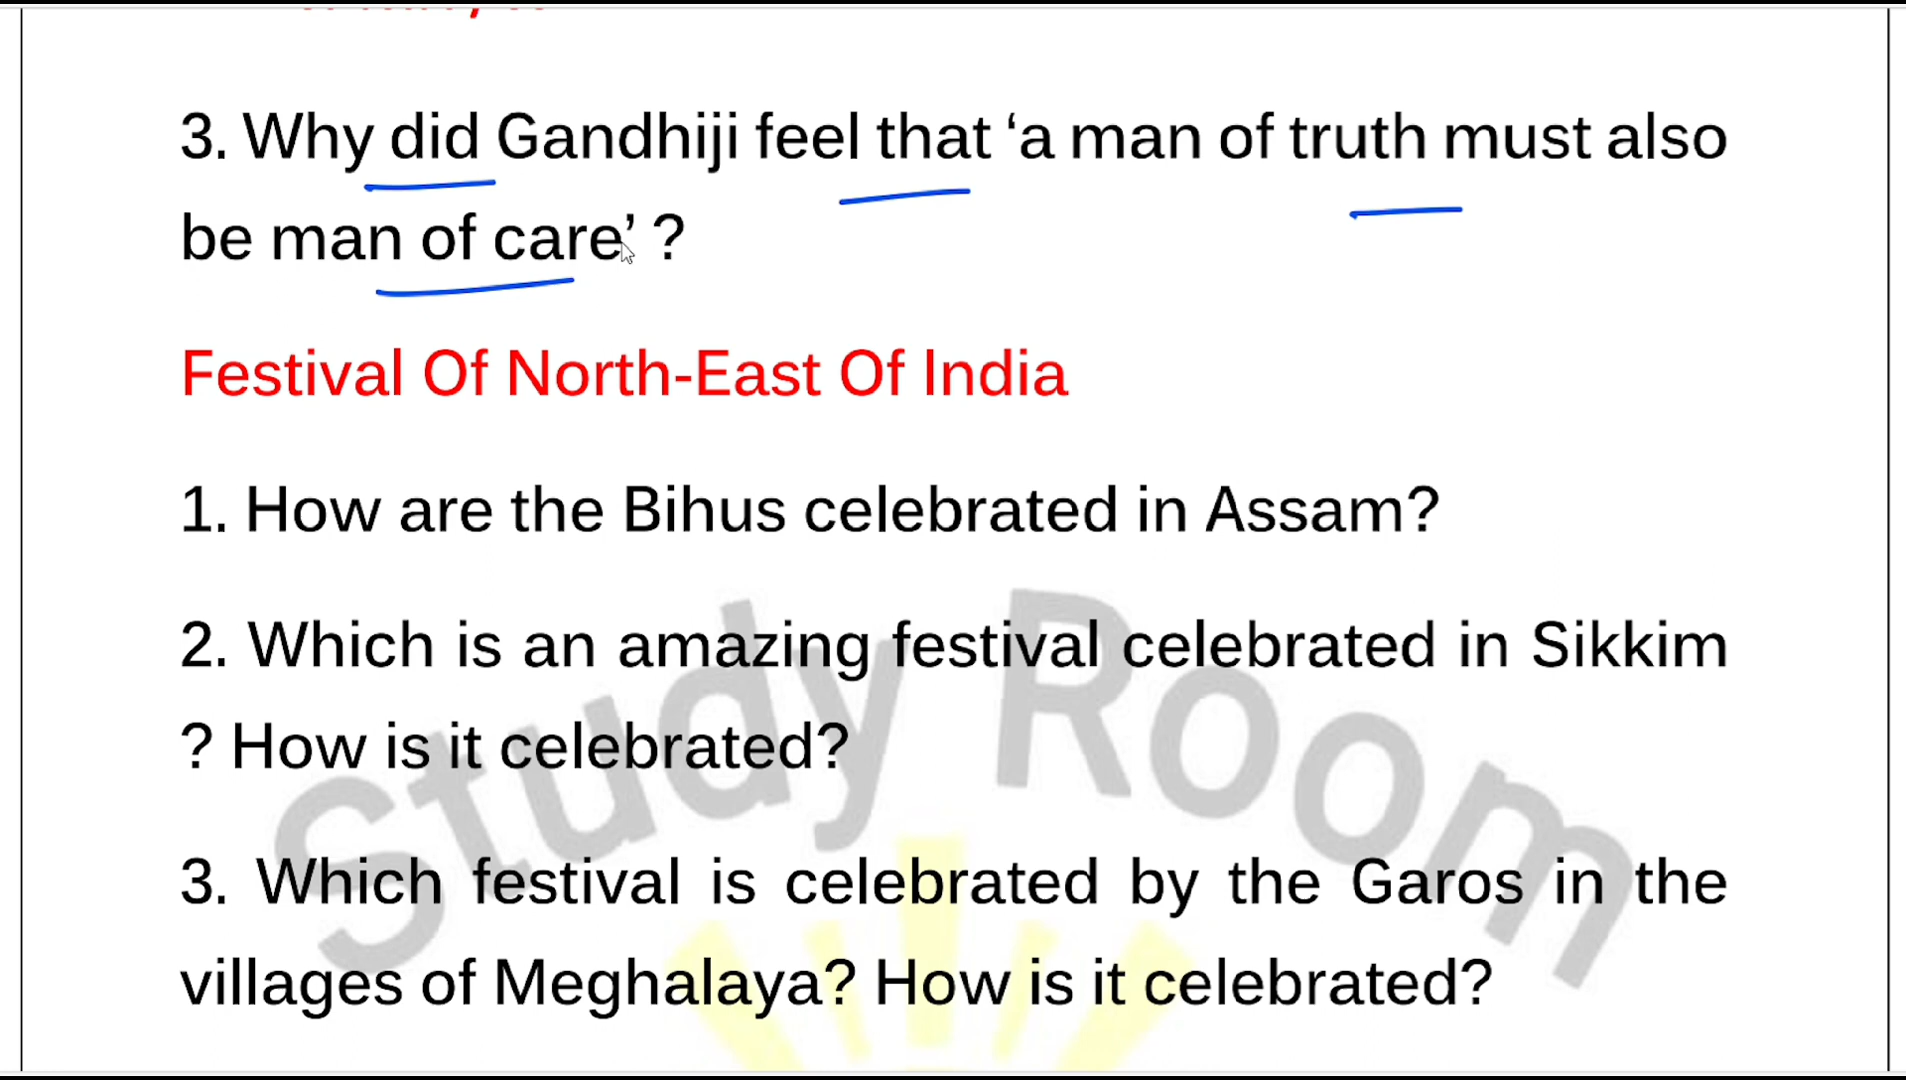 3. Why did Gandhiji feel that ‘a man of truth must also
be man of care’ ?
Festival Of North-East Of India
1. How are the Bihus celebrated in Assam?
2. Which is an amazing festival celebrated in Sikkim
? How is it celebrated?
3. Which festival is celebrated by the Garos in the
villages of Meghalaya? How is it celebrated?
Study Room